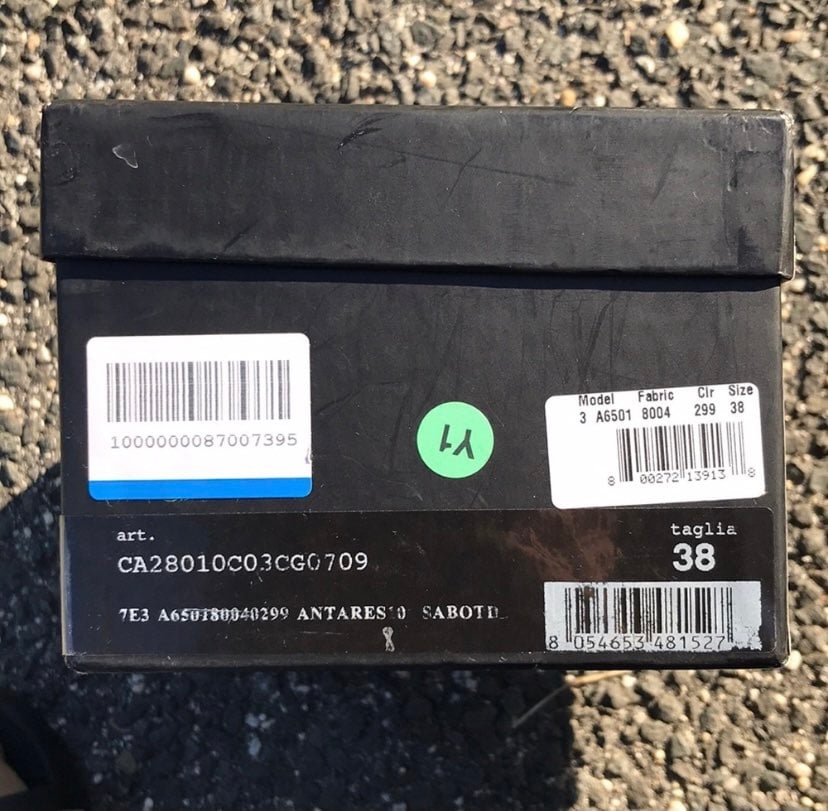 1000000087007395
Y1
Model Fabric Clr Size
3 A6501 8004 299 38
8 00272 13913 8
art.
CA28010C03CG0709
taglia
38
7E3 A650180040299 ANTARES10 SABOTD
8 054653 481527